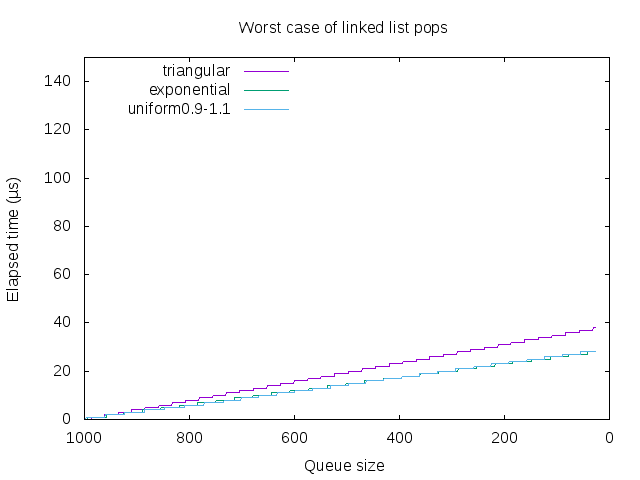 Worst case of linked list pops
triangular
exponential
uniform0.9-1.1
140
120
100
80
60
40
20
0
Elapsed time (µs)
1000 800 600 400 200 0
Queue size